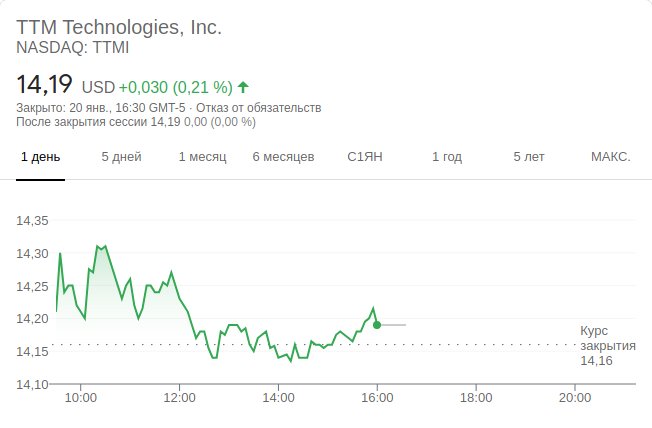 TTM Technologies, Inc.
NASDAQ: TTMI
14,19 USD +0,030 (0,21 %)
Закрыто: 20 янв., 16:30 GMT-5 · Отказ от обязательств
После закрытия сессии 14,19 0,00 (0,00 %)
1 день 5 дней 1 месяц 6 месяцев С1ЯН 1 год 5 лет МАКС.
14,35
14,30
14,25
14,20
Курс
закрытия
14,15
14,16
14,10
10:00 12:00 14:00 16:00 18:00 20:00